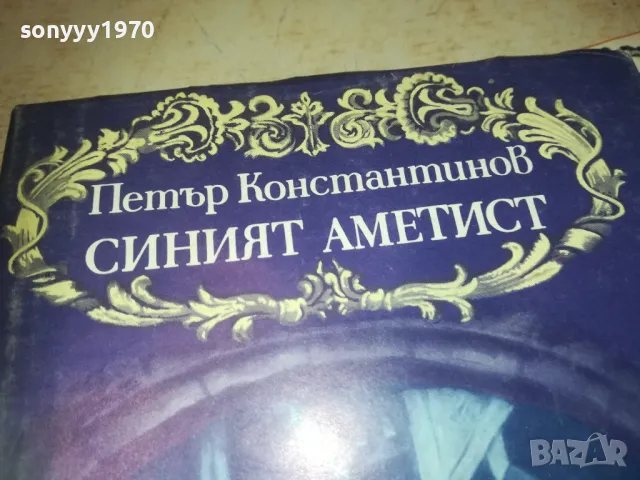 sonyyy1970
Петър Константинов
СИНИЯТ АМЕТИСТ
BAZAR